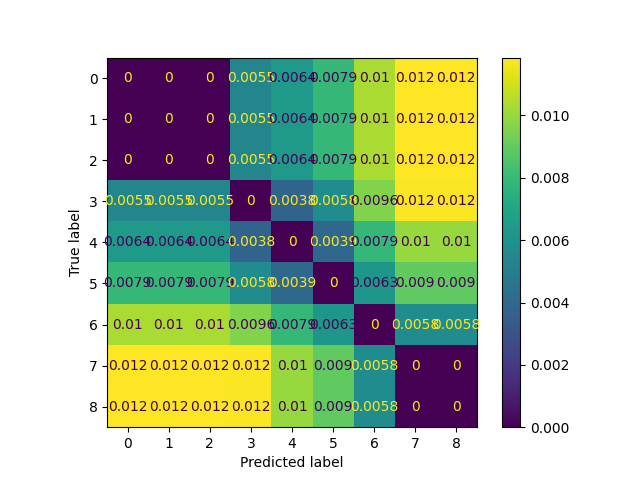 0 0 0 0 0.0055 0.0064 0.0079 0.01 0.012 0.012
1 0 0 0 0.0055 0.0064 0.0079 0.01 0.012 0.012
2 0 0 0 0.0055 0.0064 0.0079 0.01 0.012 0.012
3 0.0055 0.0055 0.0055 0 0.0038 0.0058 0.0096 0.012 0.012
4 0.0064 0.0064 0.0064 0.0038 0 0.0039 0.0079 0.01 0.01
5 0.0079 0.0079 0.0079 0.0058 0.0039 0 0.0063 0.009 0.009
6 0.01 0.01 0.01 0.0096 0.0079 0.0063 0 0.0058 0.0058
7 0.012 0.012 0.012 0.012 0.01 0.009 0.0058 0 0
8 0.012 0.012 0.012 0.012 0.01 0.009 0.0058 0 0
0 1 2 3 4 5 6 7 8
Predicted label
True label
0.010
0.008
0.006
0.004
0.002
0.000